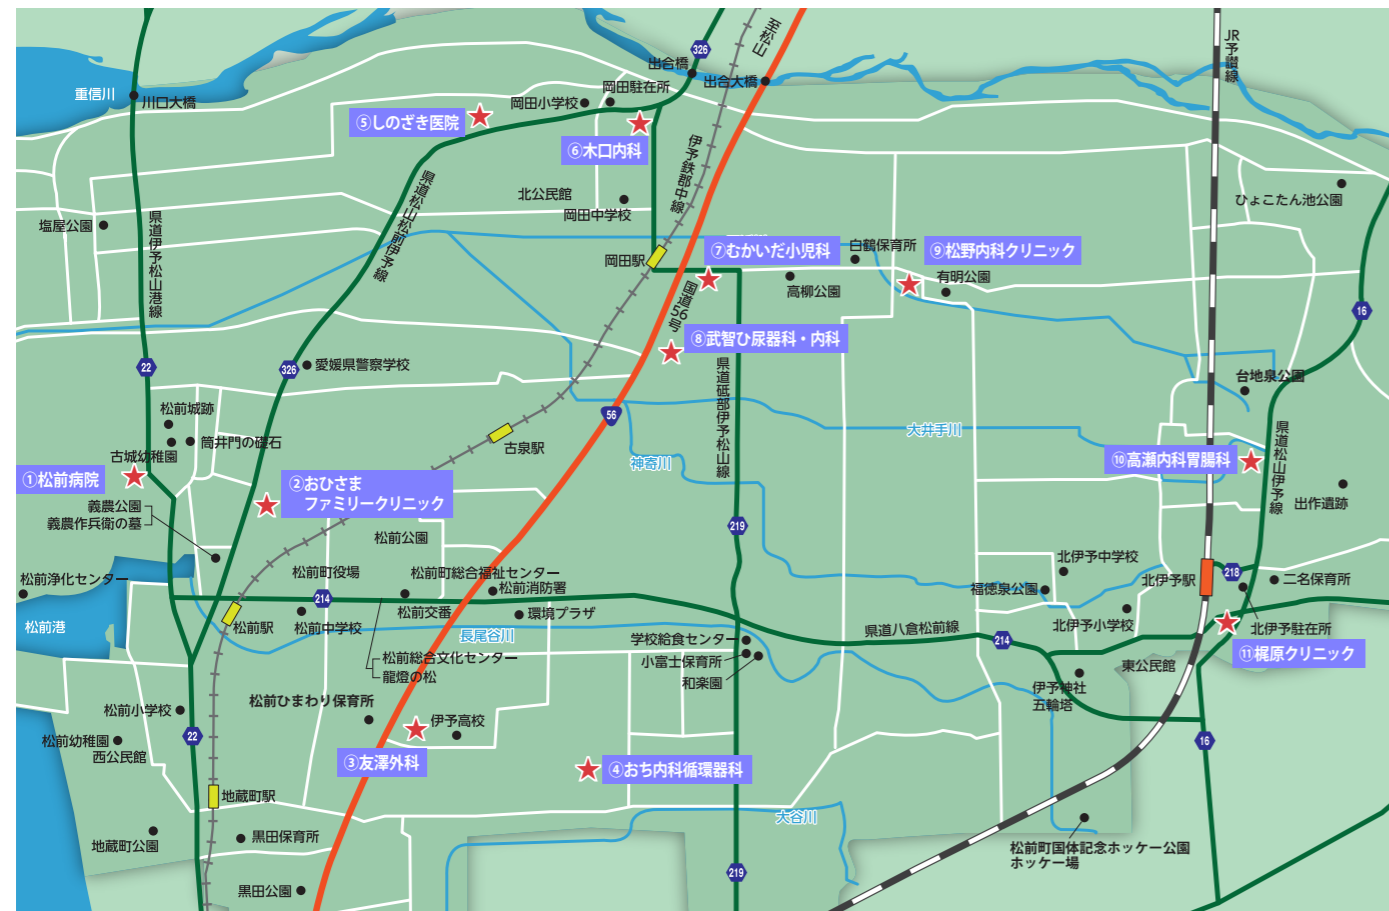 326
至松山
JR予讃線
出合橋
出合大橋
重信川
川口大橋
岡田駐在所
岡田小学校
⑤しのざき医院
⑥木口内科
伊予鉄郡中線
県道松山松前伊予線
北公民館
岡田中学校
ひょこたん池公園
塩屋公園
県道伊予松山港線
岡田駅
⑦むかいだ小児科
白鶴保育所
⑨松野内科クリニック
高柳公園
有明公園
国道56号
16
⑧武智ひ尿器科・内科
22
326
愛媛県警察学校
県道砥部伊予松山線
台地泉公園
松前城跡
筒井門の礎石
古城幼稚園
56
古泉駅
神寄川
大井手川
県道松山伊予線
⑩高瀬内科胃腸科
①松前病院
②おひさま
ファミリークリニック
出作遺跡
義農公園
義農作兵衛の墓
松前公園
219
松前浄化センター
松前町役場
松前町総合福祉センター
松前消防署
北伊予中学校
北伊予駅
218
二名保育所
214
松前交番
環境プラザ
福徳泉公園
松前港
松前駅
松前中学校
長尾谷川
学校給食センター
県道八倉松前線
214
北伊予小学校
北伊予駐在所
松前総合文化センター
龍燈の松
小富士保育所
和楽園
東公民館
⑪梶原クリニック
伊予神社
五輪塔
松前ひまわり保育所
松前小学校
伊予高校
松前幼稚園
西公民館
22
16
③友澤外科
④おち内科循環器科
地蔵町駅
大谷川
地蔵町公園
黒田保育所
松前町国体記念ホッケー公園
ホッケー場
黒田公園
219